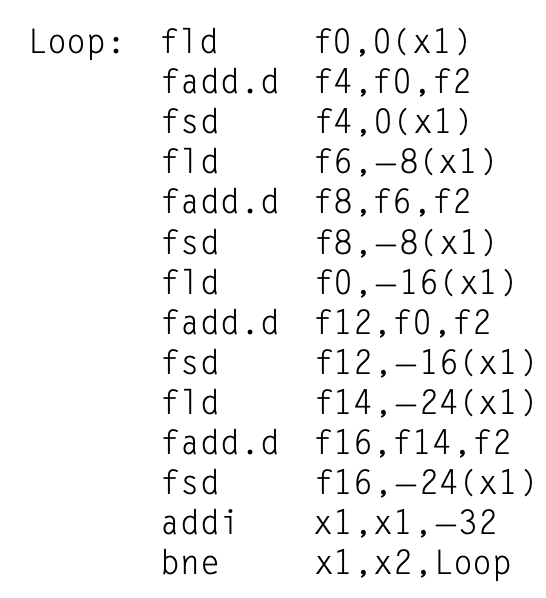 Loop: fld f0,0(x1)
fadd.d f4,f0,f2
fsd f4,0(x1)
fld f6,−8(x1)
fadd.d f8,f6,f2
fsd f8,−8(x1)
fld f0,−16(x1)
fadd.d f12,f0,f2
fsd f12,−16(x1)
fld f14,−24(x1)
fadd.d f16,f14,f2
fsd f16,−24(x1)
addi x1,x1,−32
bne x1,x2,Loop